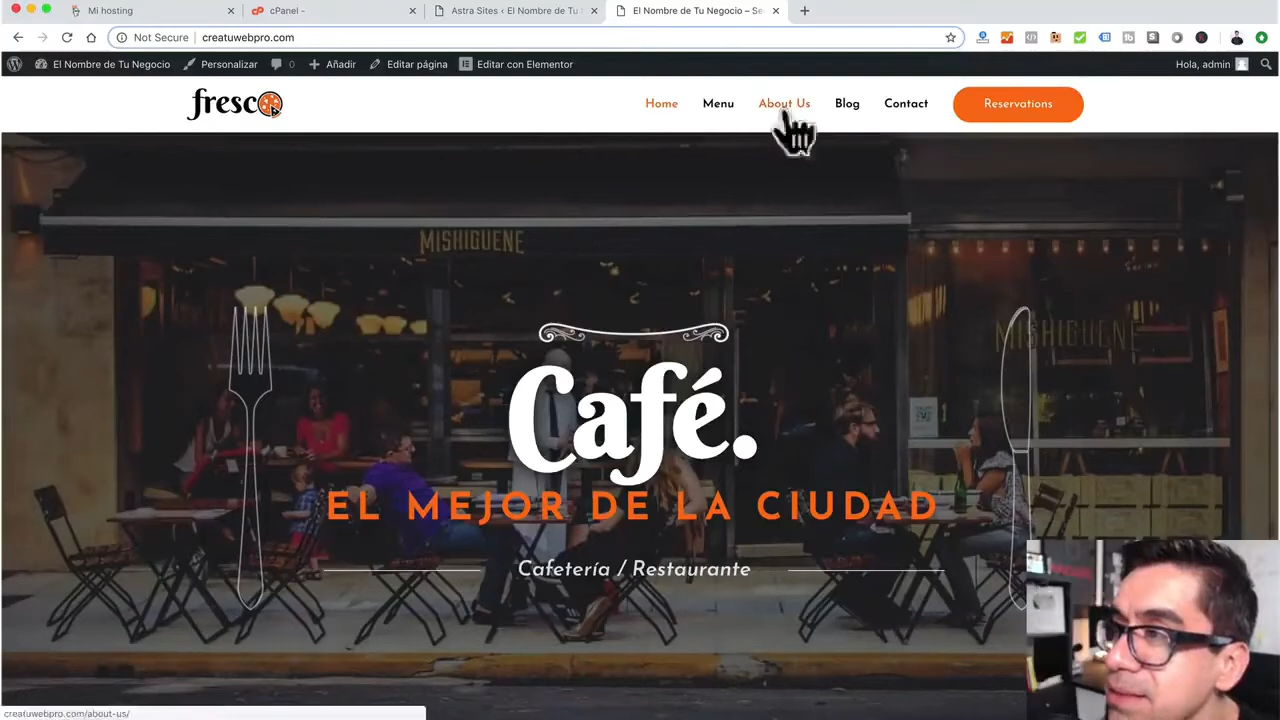 Mi hosting
cPanel -
Astra Sites ‹ El Nombre de Tu
El Nombre de Tu Negocio – Se
Not Secure
creatuwebpro.com
El Nombre de Tu Negocio
Personalizar
0
Añadir
Editar página
Editar con Elementor
Hola, admin
fresco
Home
Menu
About Us
Blog
Contact
Reservations
MISHIGUENE
MISHIGUENE
Café.
EL MEJOR DE LA CIUDAD
Cafetería / Restaurante
creatuwebpro.com/about-us/